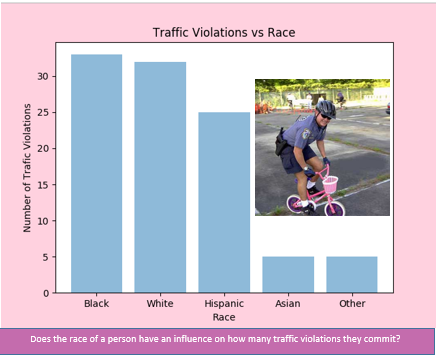 Traffic Violations vs Race
Number of Trafic Violations
30
25
20
15
10
5
0
Black White Hispanic Asian Other
Race
Does the race of a person have an influence on how many traffic violations they commit?